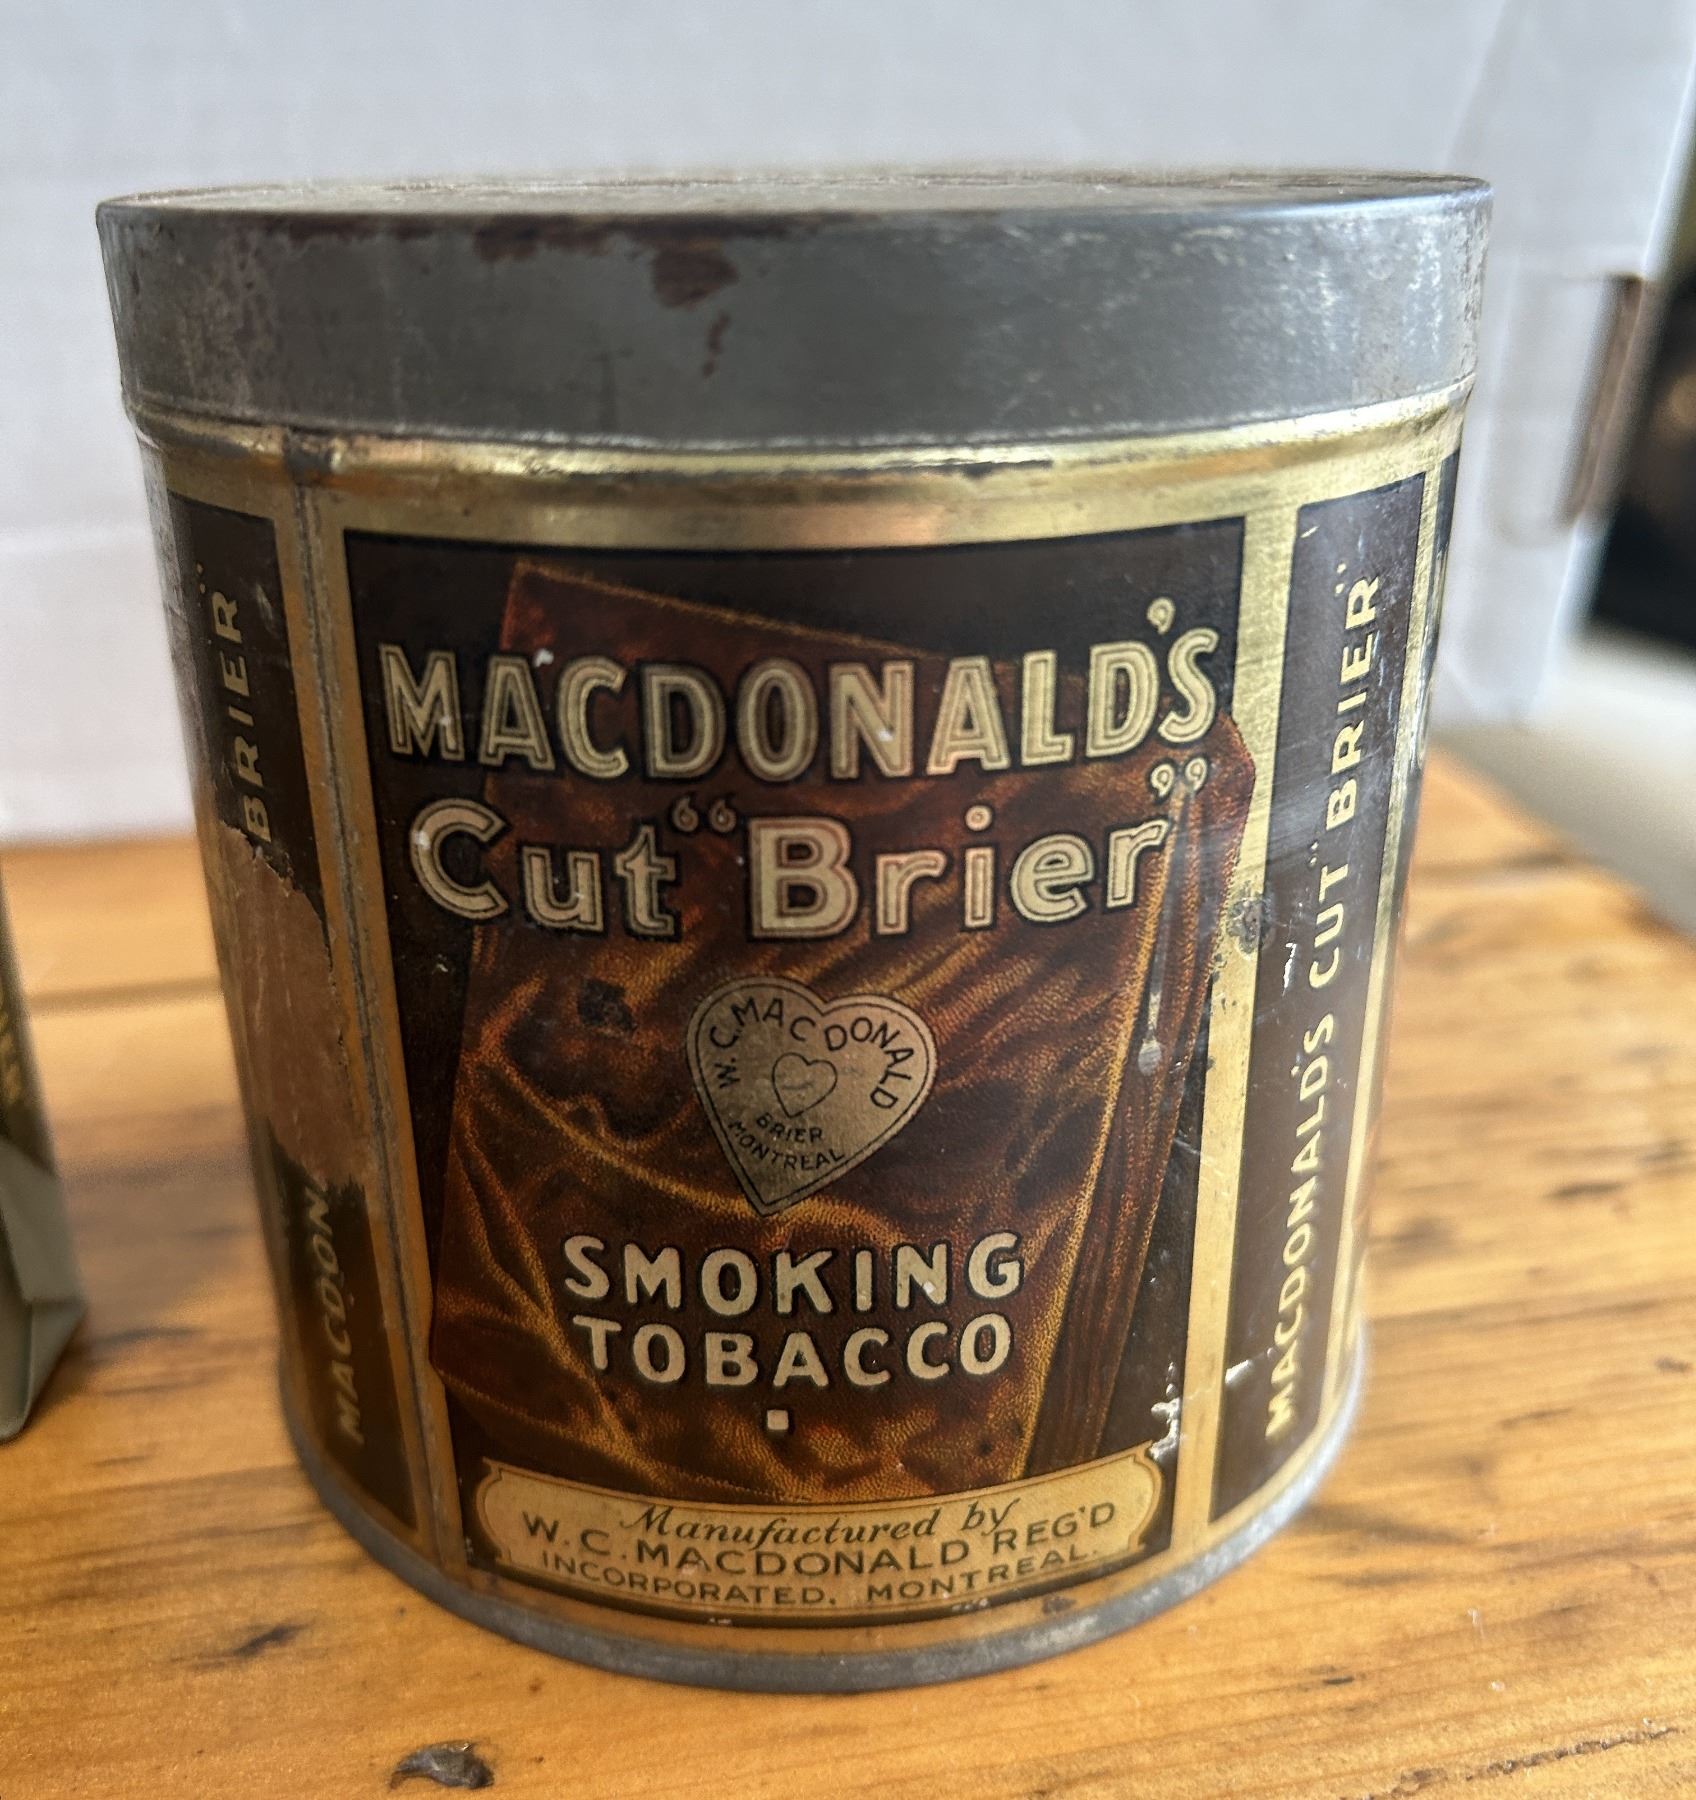 MACDONALD'S
Cut "Brier"
W. C. MACDONALD
BRIER
MONTREAL
SMOKING
TOBACCO
Manufactured by
W. C. MACDONALD REG'D
INCORPORATED, MONTREAL.
BRIER"
MACDON
MACDONALD'S CUT "BRIER"